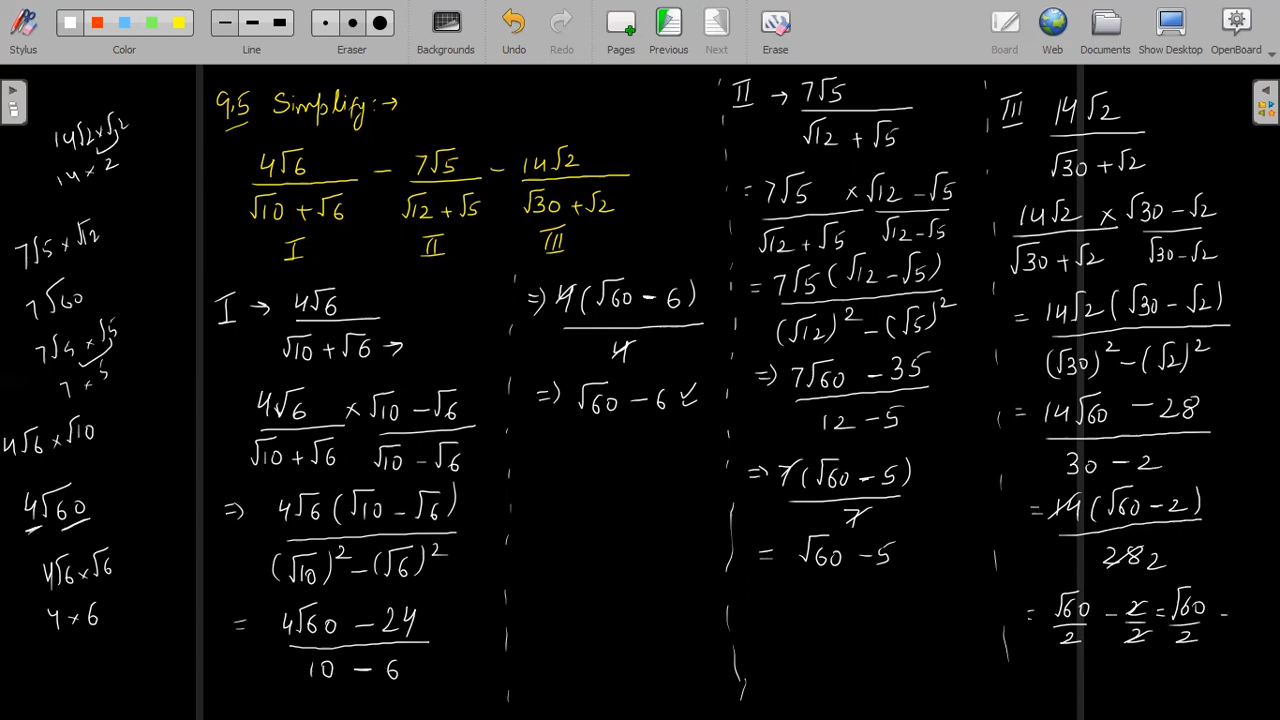 Stylus Color Line Eraser Backgrounds Undo Redo Pages Previous Next Erase Board Web Documents Show Desktop OpenBoard
14√2×√2
14×2
7√5×√12
7√60
7√5×√5
7×5
4√6×√10
4√60
4√6×√6
4×6
9,5 Simplify:→
4√6/(√10+√6) − 7√5/(√12+√5) − 14√2/(√30+√2)
I II III
I → 4√6/(√10+√6) →
4√6/(√10+√6) × (√10−√6)/(√10−√6)
⇒ 4√6(√10−√6)/((√10)²−(√6)²)
= (4√60−24)/(10−6)
⇒ 4(√60−6)/4
⇒ √60−6 ✓
II → 7√5/(√12+√5)
= 7√5/(√12+√5) × (√12−√5)/(√12−√5)
= 7√5(√12−√5)/((√12)²−(√5)²)
⇒ (7√60−35)/(12−5)
⇒ 7(√60−5)/7
= √60−5
III 14√2/(√30+√2)
14√2/(√30+√2) × (√30−√2)/(√30−√2)
= 14√2(√30−√2)/((√30)²−(√2)²)
= (14√60−28)/(30−2)
= 14(√60−2)/28 2
= √60/2 − 2/2 = √60/2 −